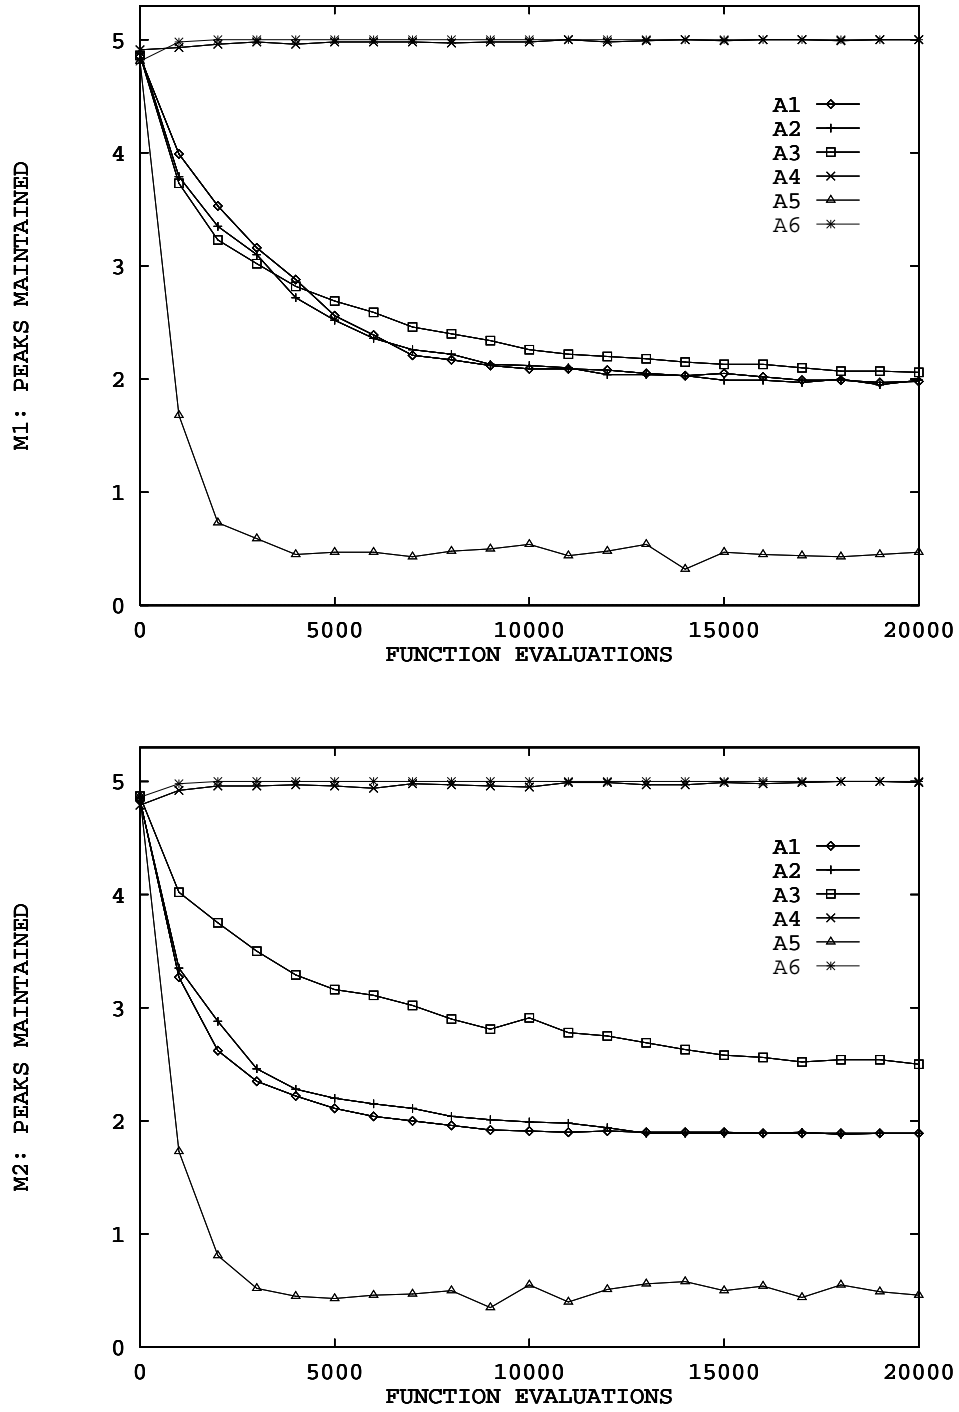 5
4
3
2
1
0
M1: PEAKS MAINTAINED
A1
A2
A3
A4
A5
A6
0 5000 10000 15000 20000
FUNCTION EVALUATIONS
5
4
3
2
1
0
M2: PEAKS MAINTAINED
A1
A2
A3
A4
A5
A6
0 5000 10000 15000 20000
FUNCTION EVALUATIONS